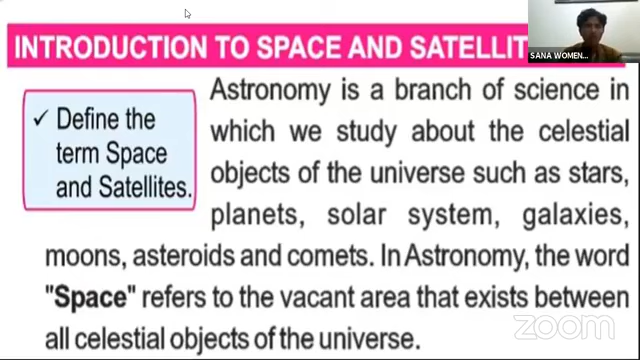 INTRODUCTION TO SPACE AND
SANA WOMEN...
✓ Define the
term Space
and Satellites.
Astronomy is a branch of science in
which we study about the celestial
objects of the universe such as stars,
planets, solar system, galaxies,
moons, asteroids and comets. In Astronomy, the word
"Space" refers to the vacant area that exists between
all celestial objects of the universe.
zoom